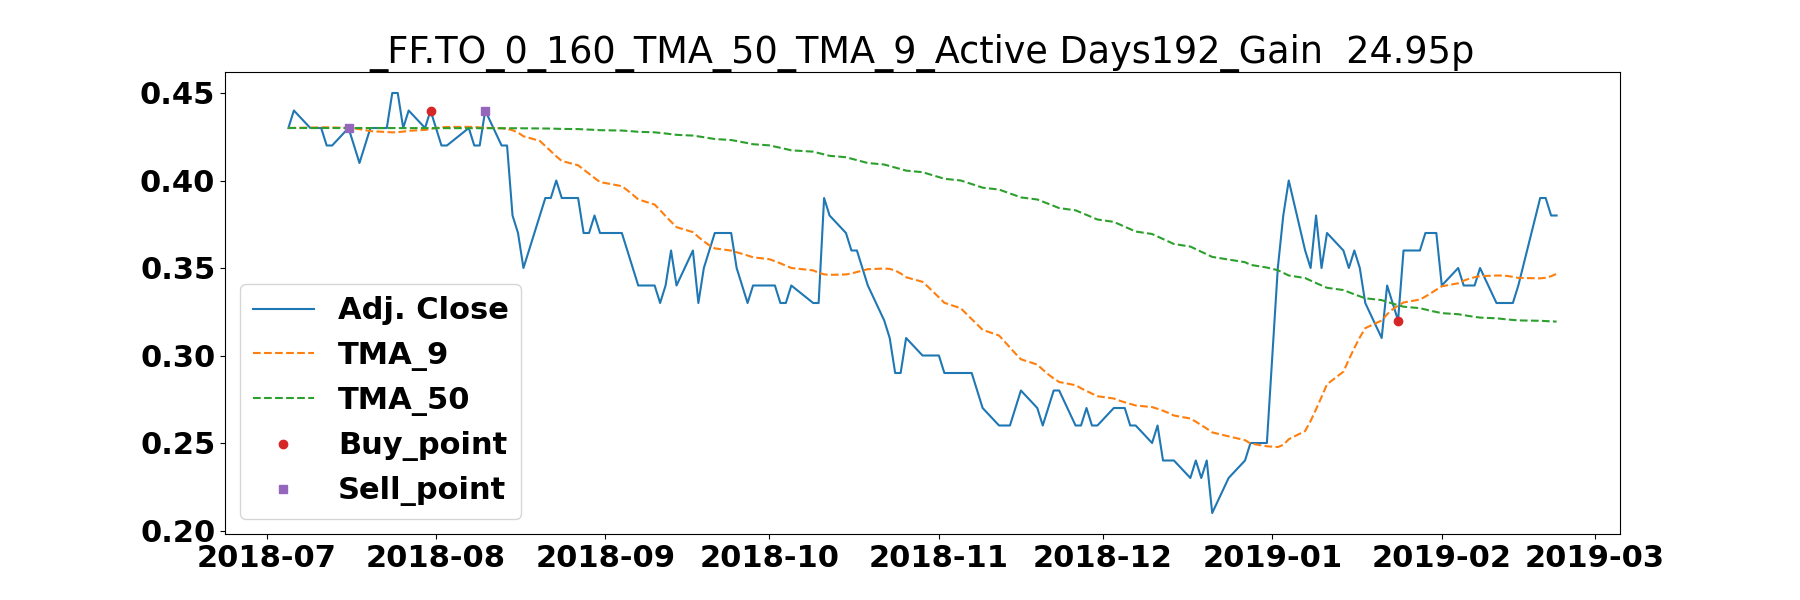 _FF.TO_0_160_TMA_50_TMA_9_Active Days192_Gain  24.95p
0.45
0.40
0.35
0.30
0.25
0.20
Adj. Close
TMA_9
TMA_50
Buy_point
Sell_point
2018-07 2018-08 2018-09 2018-10 2018-11 2018-12 2019-01 2019-02 2019-03